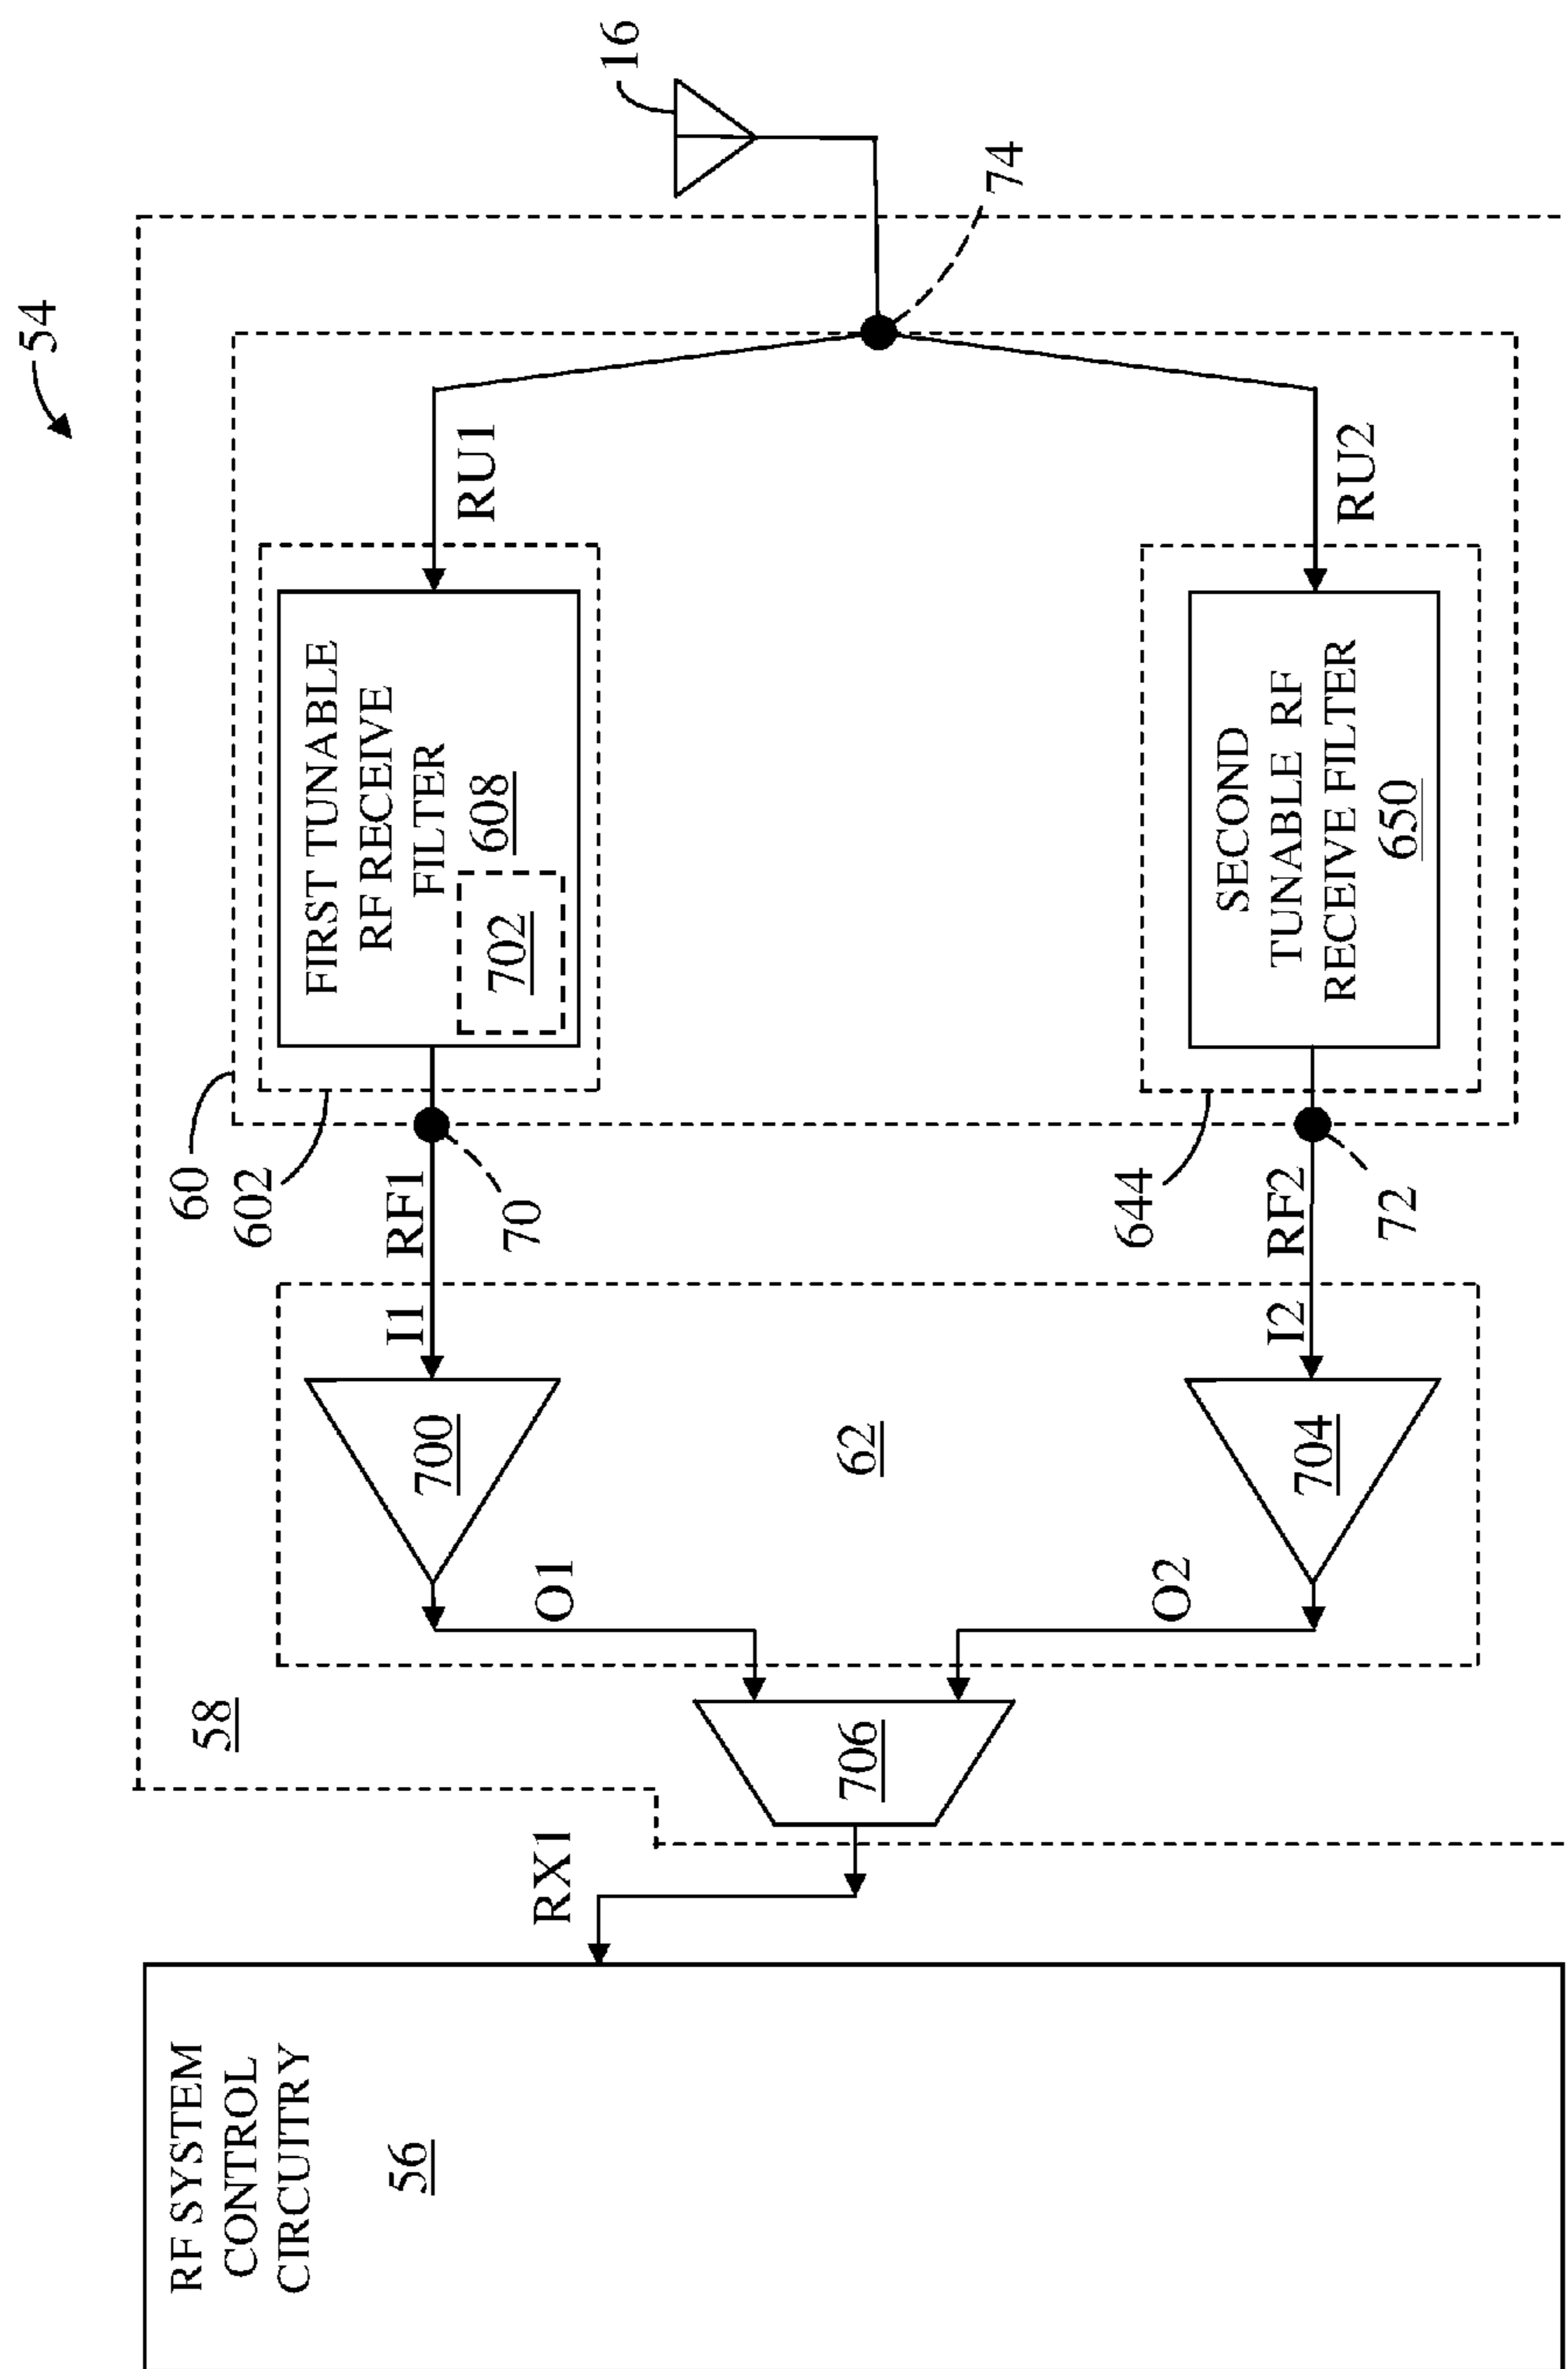 54
RF SYSTEM
CONTROL
CIRCUITRY
56
RX1
58
706
O1
O2
62
700
704
I1
I2
RF1
RF2
60
602
644
70
72
FIRST TUNABLE
RF RECEIVE
FILTER
608
702
SECOND
TUNABLE RF
RECEIVE FILTER
650
RU1
RU2
74
16